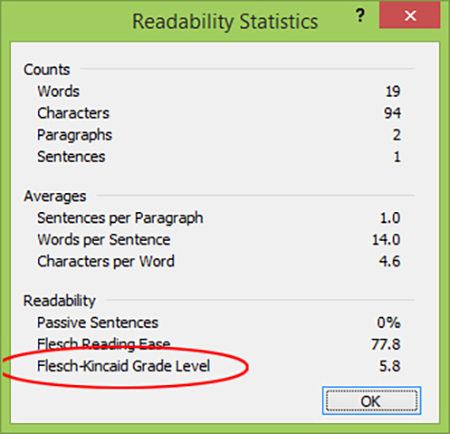 Readability Statistics ? ×
Counts
Words 19
Characters 94
Paragraphs 2
Sentences 1
Averages
Sentences per Paragraph 1.0
Words per Sentence 14.0
Characters per Word 4.6
Readability
Passive Sentences 0%
Flesch Reading Ease 77.8
Flesch-Kincaid Grade Level 5.8
OK